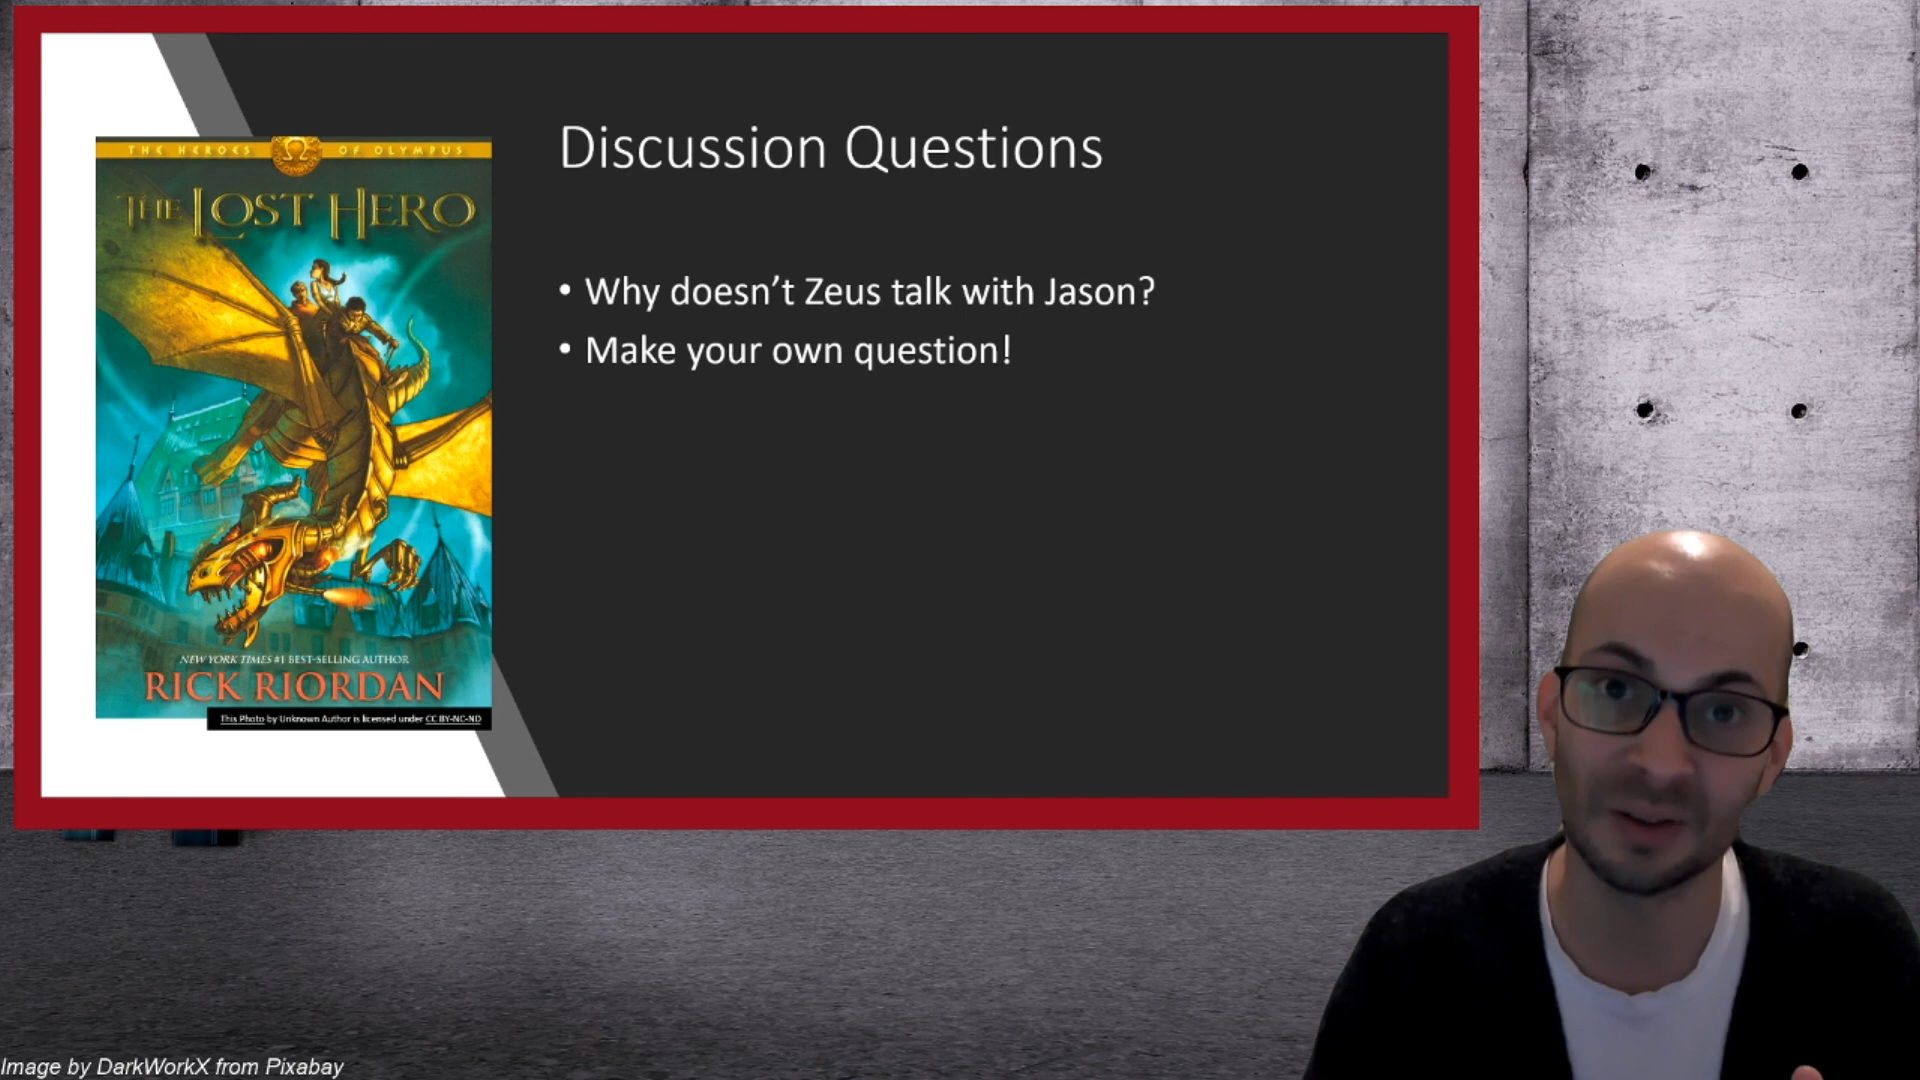 THE HEROES OF OLYMPUS
THE LOST HERO
NEW YORK TIMES #1 BEST-SELLING AUTHOR
RICK RIORDAN
This Photo by Unknown Author is licensed under CC BY-NC-ND
Discussion Questions
• Why doesn’t Zeus talk with Jason?
• Make your own question!
Image by DarkWorkX from Pixabay